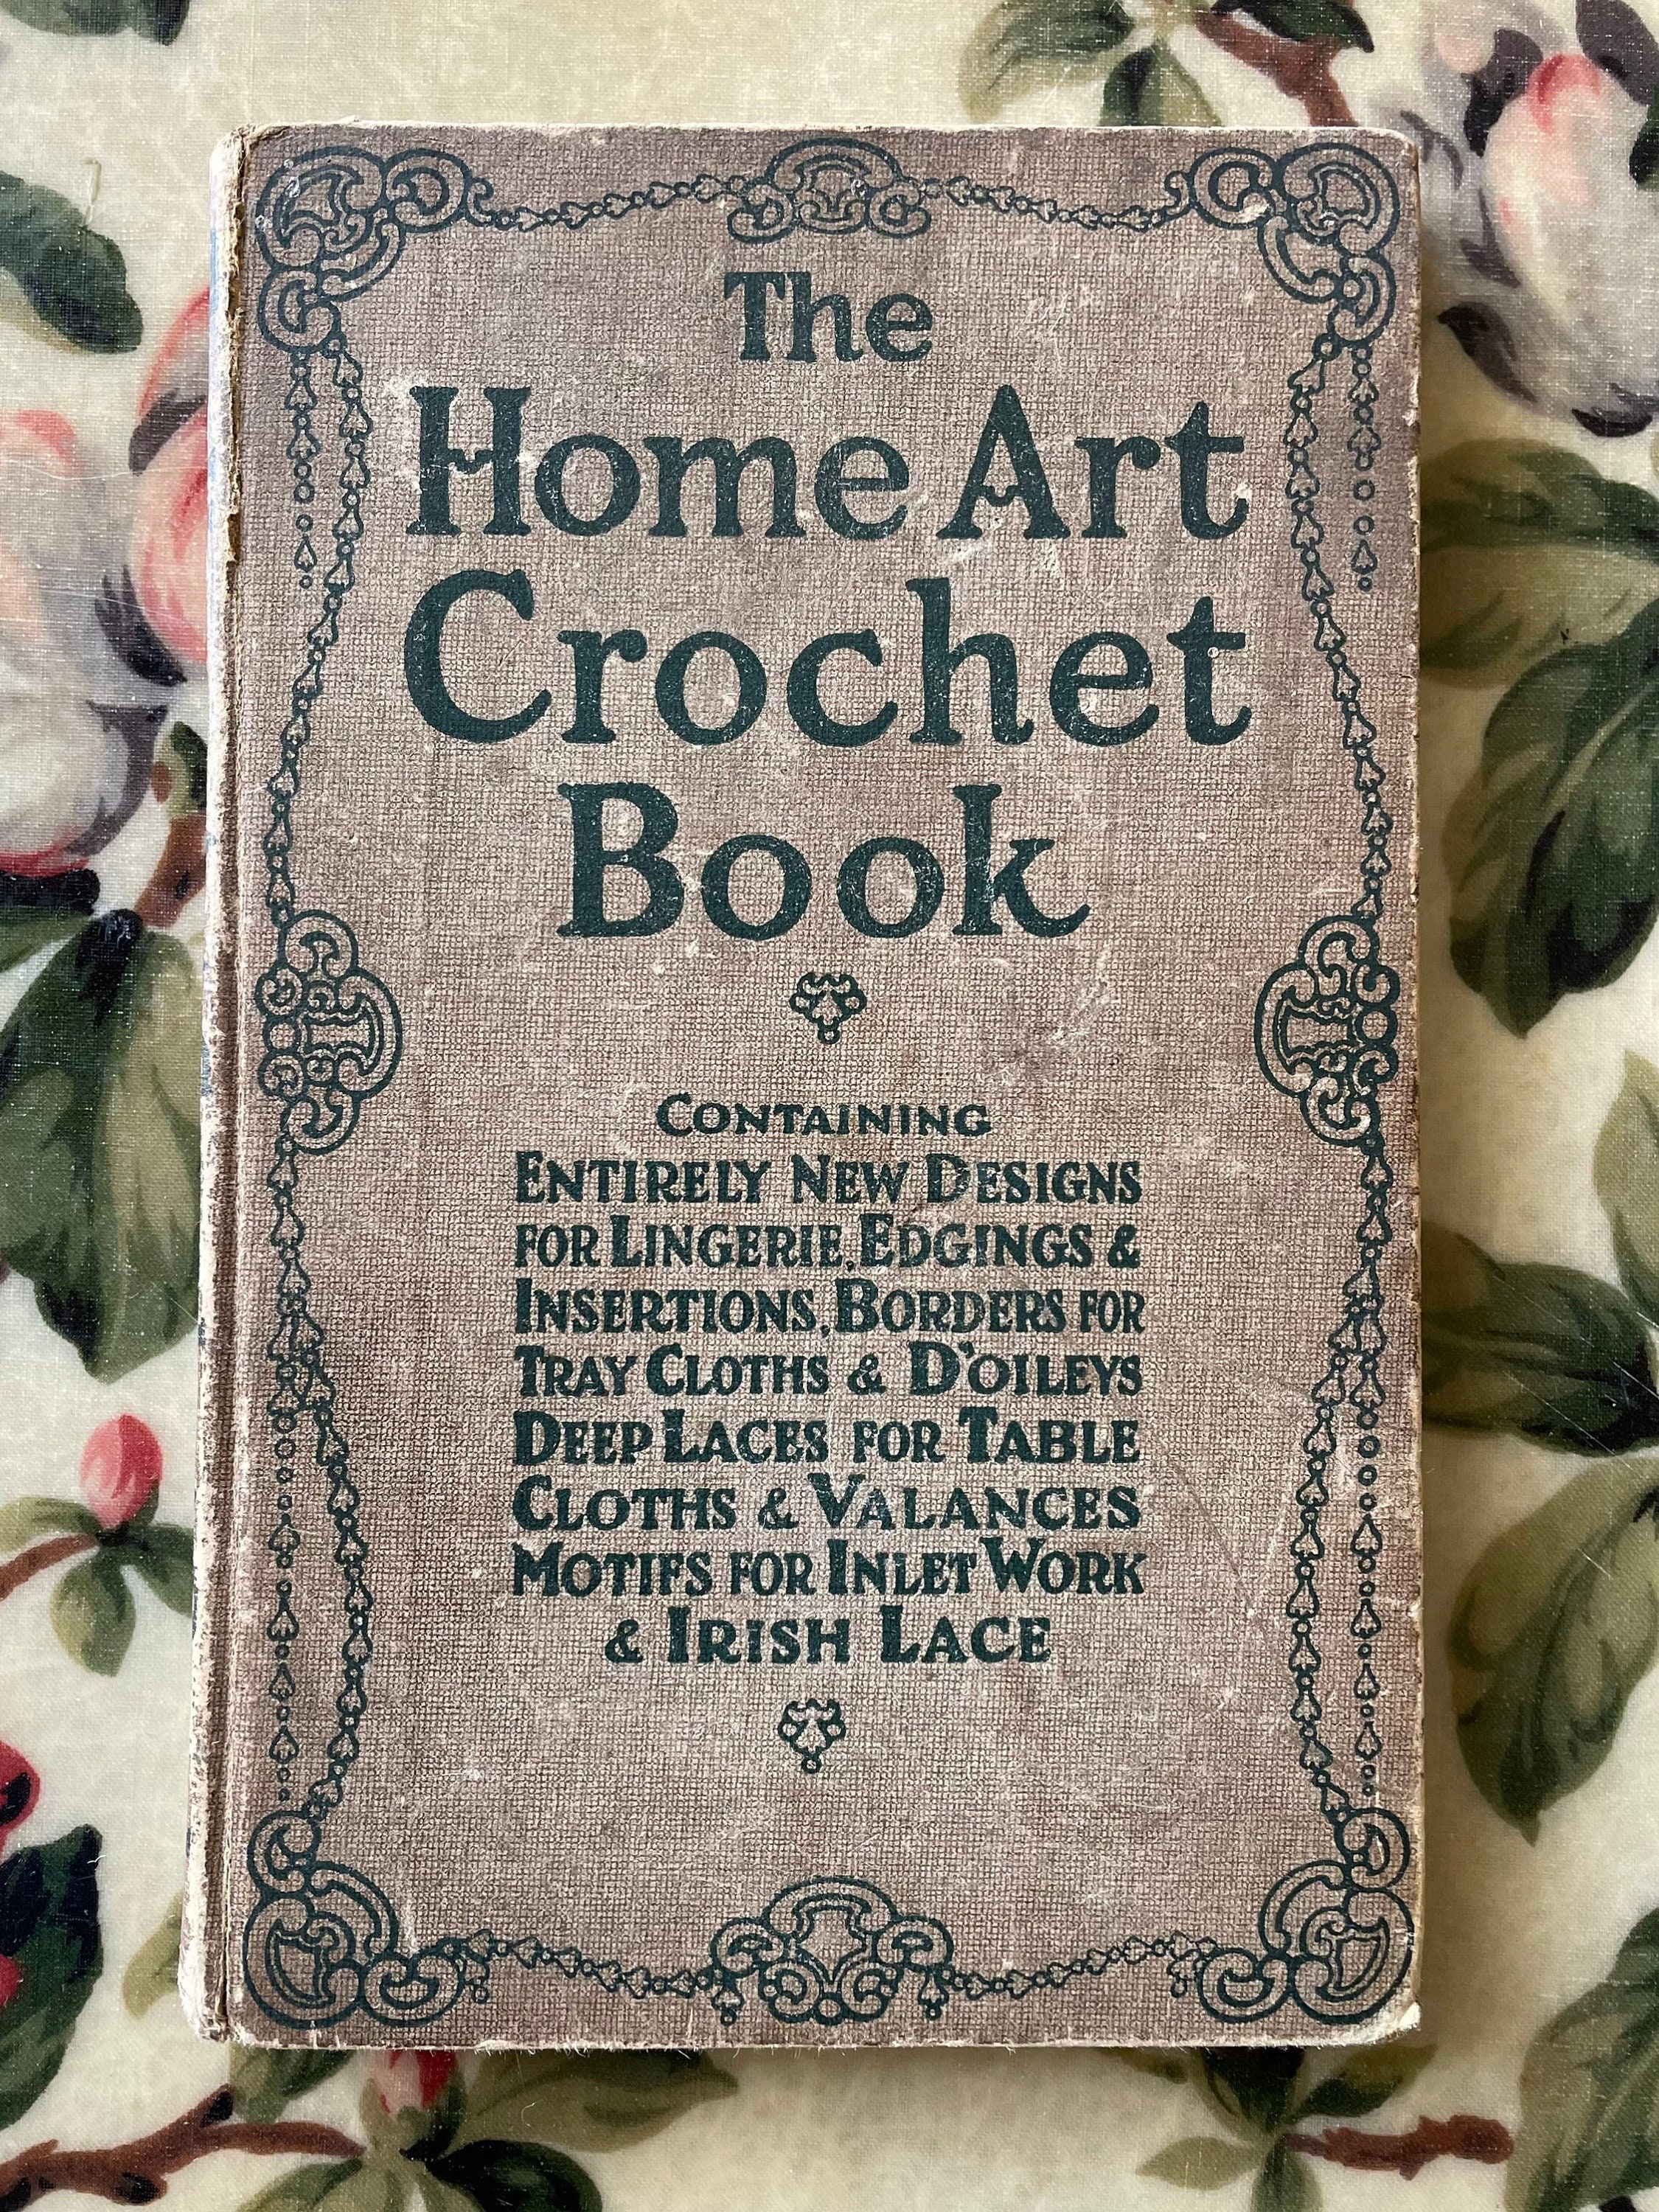 The
Home Art
Crochet
Book
CONTAINING
ENTIRELY NEW DESIGNS
FOR LINGERIE, EDGINGS &
INSERTIONS, BORDERS FOR
TRAY CLOTHS & D'OILEYS
DEEP LACES FOR TABLE
CLOTHS & VALANCES
MOTIFS FOR INLET WORK
& IRISH LACE